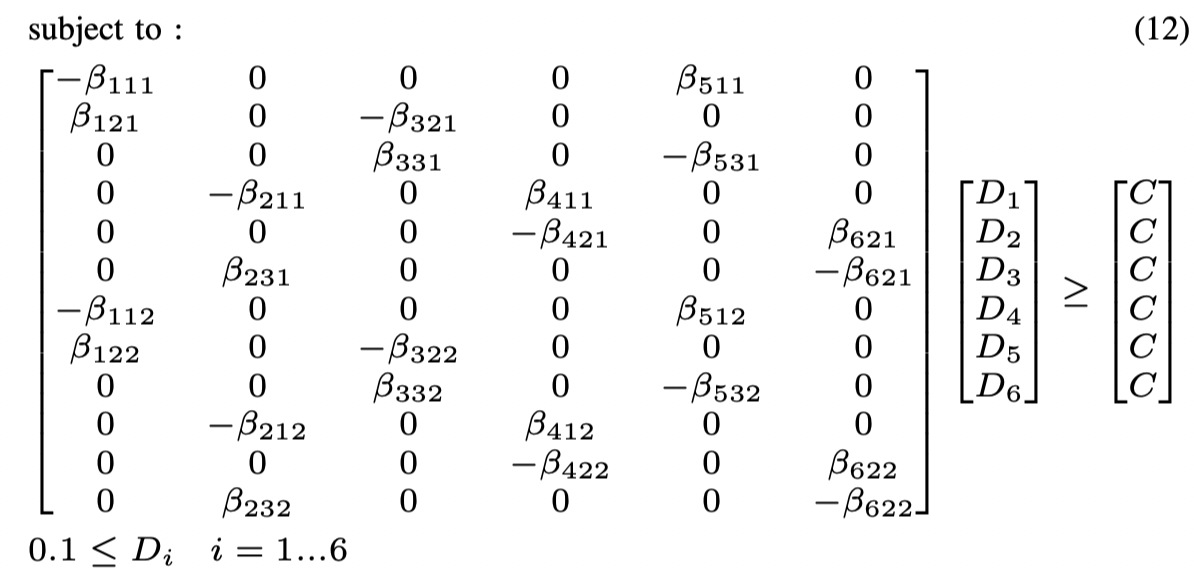 subject to : (12)
[ −β₁₁₁ 0 0 0 β₅₁₁ 0 ]
[ β₁₂₁ 0 −β₃₂₁ 0 0 0 ]
[ 0 0 β₃₃₁ 0 −β₅₃₁ 0 ]
[ 0 −β₂₁₁ 0 β₄₁₁ 0 0 ] [ D₁ ] [ C ]
[ 0 0 0 −β₄₂₁ 0 β₆₂₁ ] [ D₂ ] [ C ]
[ 0 β₂₃₁ 0 0 0 −β₆₂₁ ] [ D₃ ] ≥ [ C ]
[ −β₁₁₂ 0 0 0 β₅₁₂ 0 ] [ D₄ ] [ C ]
[ β₁₂₂ 0 −β₃₂₂ 0 0 0 ] [ D₅ ] [ C ]
[ 0 0 β₃₃₂ 0 −β₅₃₂ 0 ] [ D₆ ] [ C ]
[ 0 −β₂₁₂ 0 β₄₁₂ 0 0 ]
[ 0 0 0 −β₄₂₂ 0 β₆₂₂ ]
[ 0 β₂₃₂ 0 0 0 −β₆₂₂ ]
0.1 ≤ Dᵢ i = 1...6